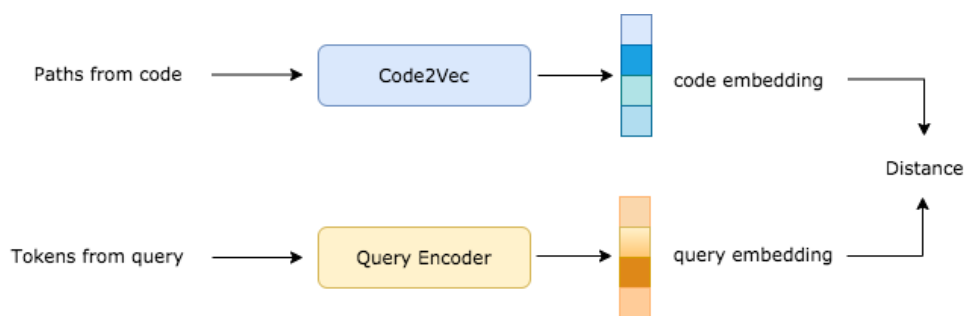 Paths from code
Code2Vec
code embedding
Distance
Tokens from query
Query Encoder
query embedding